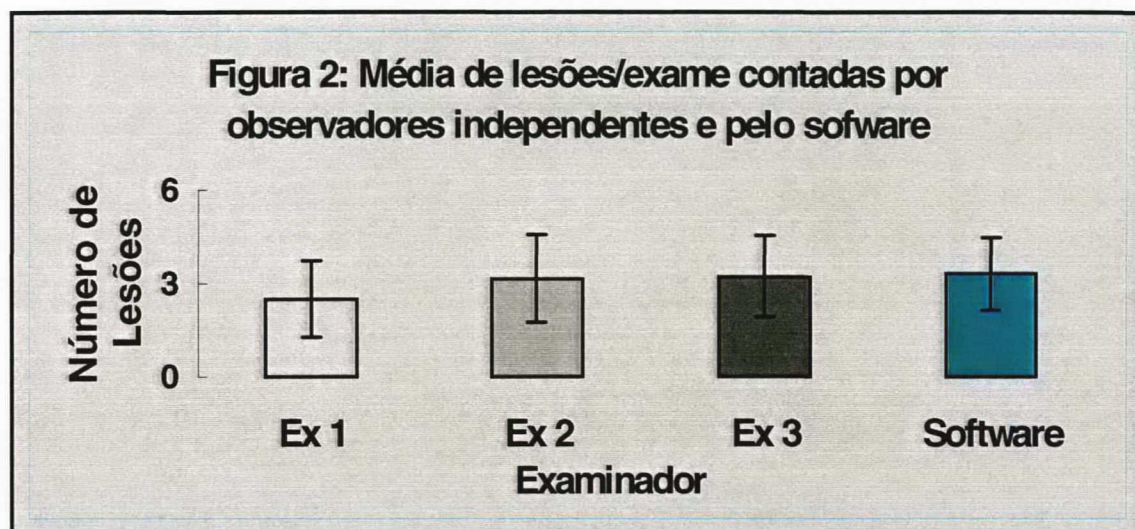 Figura 2: Média de lesões/exame contadas por
observadores independentes e pelo sofware
Número de
Lesões
6
3
0
Ex 1 Ex 2 Ex 3 Software
Examinador